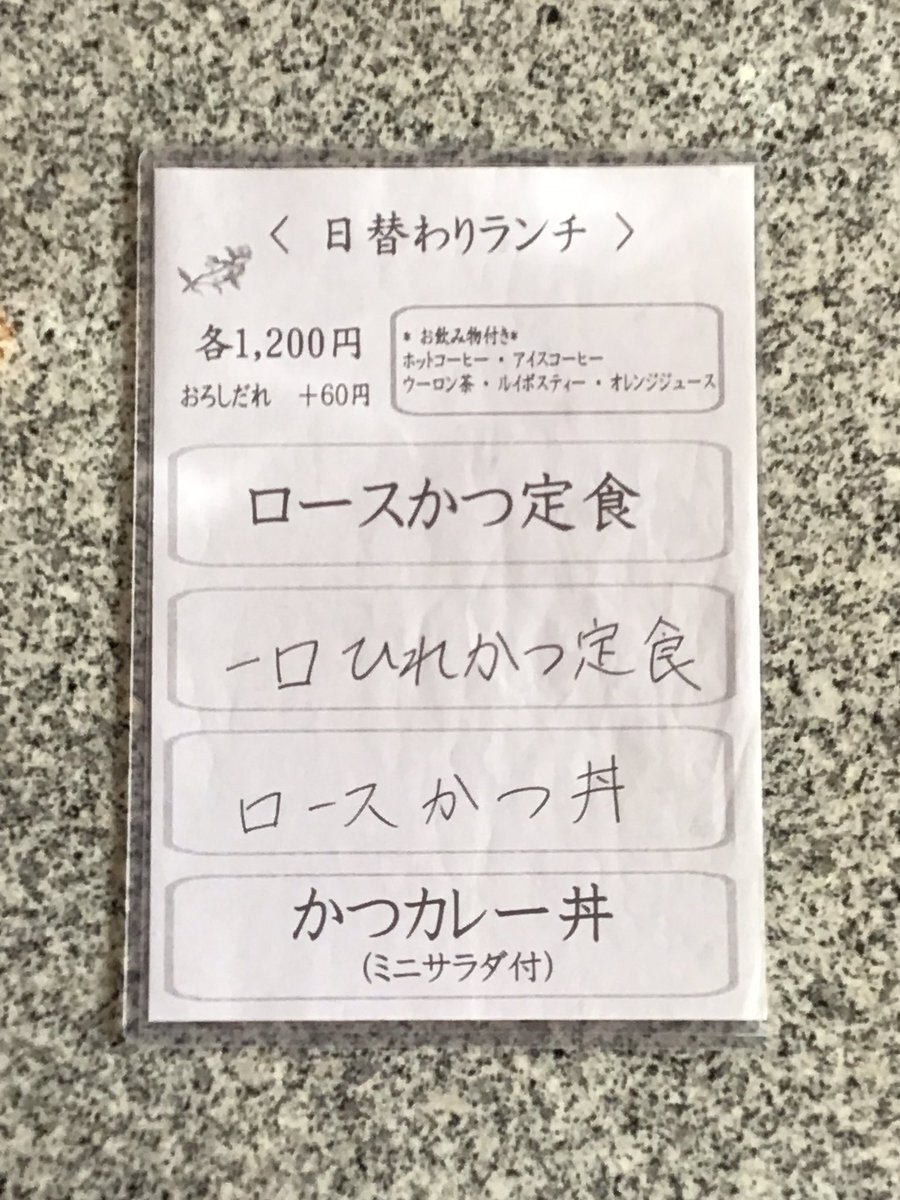 〈 日替わりランチ 〉
各1,200円
おろしだれ +60円
* お飲み物付き*
ホットコーヒー・アイスコーヒー
ウーロン茶・ルイボスティー・オレンジジュース
ロースかつ定食
一口ひれかつ定食
ロースかつ丼
かつカレー丼
(ミニサラダ付)